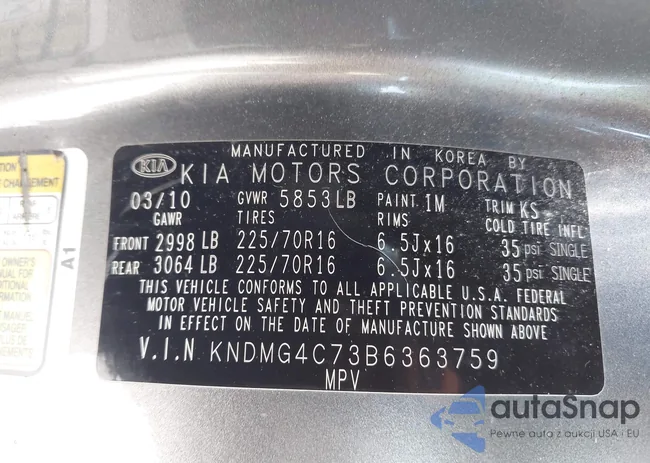 MANUFACTURED IN KOREA BY
KIA KIA MOTORS CORPORATION
03/10 GVWR 5853LB PAINT 1M TRIM KS
GAWR TIRES RIMS COLD TIRE INFL
FRONT 2998 LB 225/70R16 6.5Jx16 35 psi SINGLE
REAR 3064 LB 225/70R16 6.5Jx16 35 psi SINGLE
THIS VEHICLE CONFORMS TO ALL APPLICABLE U.S.A. FEDERAL
MOTOR VEHICLE SAFETY AND THEFT PREVENTION STANDARDS
IN EFFECT ON THE DATE OF MANUFACTURE SHOWN ABOVE
V.I.N KNDMG4C73B6363759
MPV
A1
autaSnap
Pewne auta z aukcji USA i EU